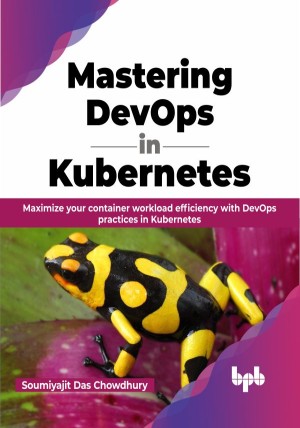 Mastering
DevOps
in
Kubernetes
Maximize your container workload efficiency with DevOps
practices in Kubernetes
Soumiyajit Das Chowdhury
bpb